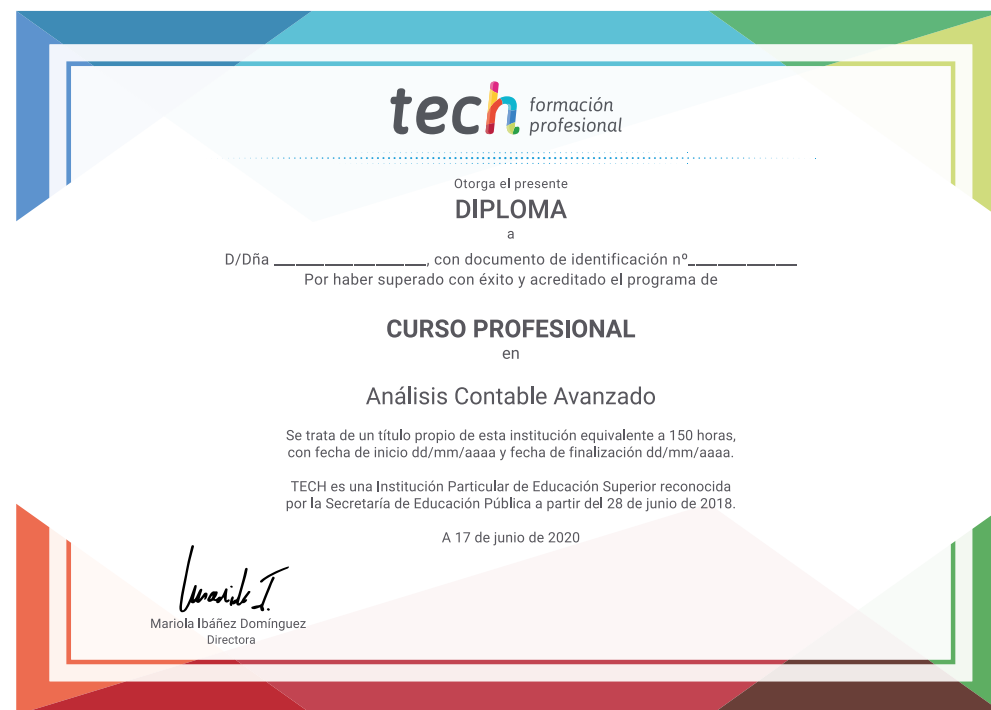 tech formación
profesional
Otorga el presente
DIPLOMA
a
D/Dña ________________, con documento de identificación nº___________
Por haber superado con éxito y acreditado el programa de
CURSO PROFESIONAL
en
Análisis Contable Avanzado
Se trata de un título propio de esta institución equivalente a 150 horas,
con fecha de inicio dd/mm/aaaa y fecha de finalización dd/mm/aaaa.
TECH es una Institución Particular de Educación Superior reconocida
por la Secretaría de Educación Pública a partir del 28 de junio de 2018.
A 17 de junio de 2020
Mariola Ibáñez Domínguez
Directora